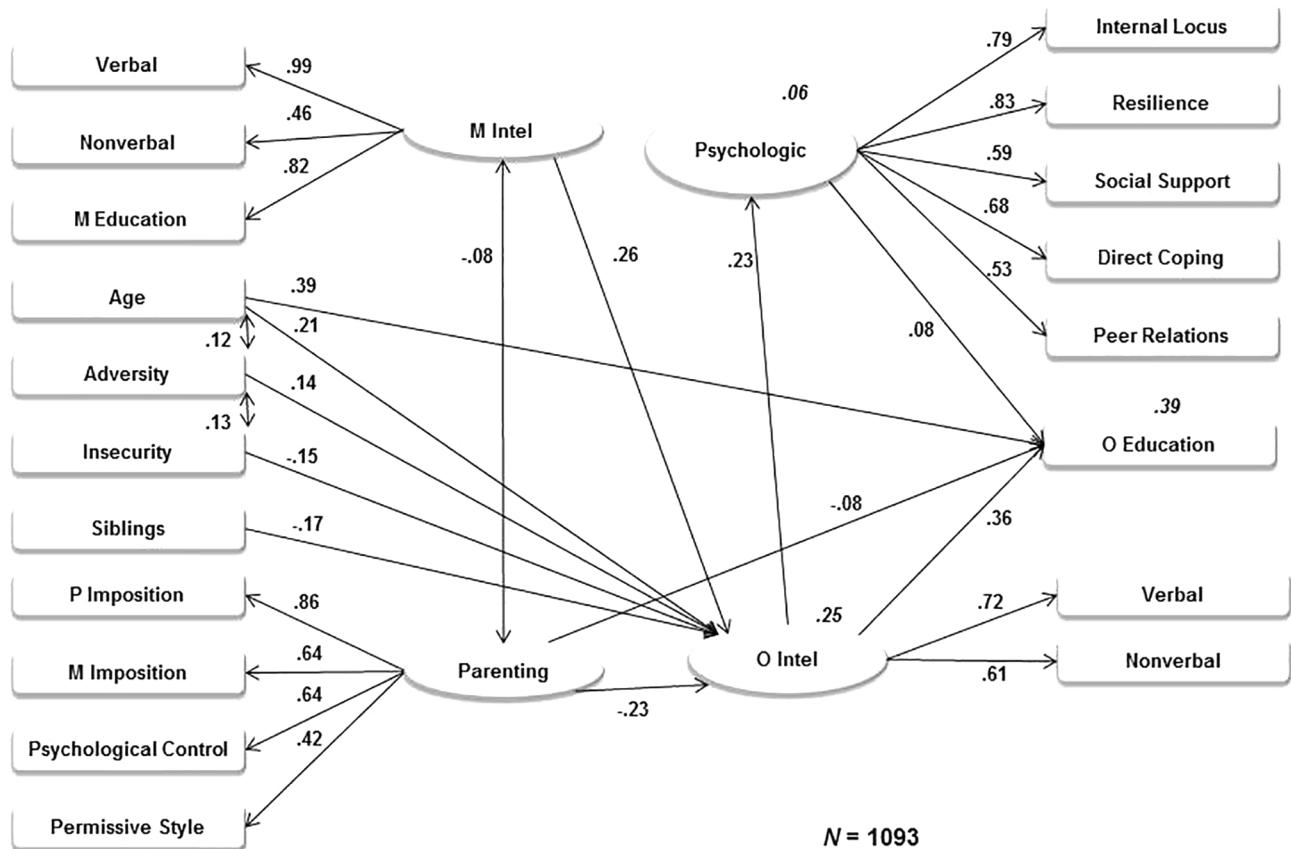 Verbal
Nonverbal
M Education
Age
Adversity
Insecurity
Siblings
P Imposition
M Imposition
Psychological Control
Permissive Style
.99
.46
.82
.39
.21
.12
.14
.13
-.15
-.17
.86
.64
.64
.42
M Intel
-.08
.26
Parenting
-.23
.06
Psychologic
.23
.08
-.08
.36
.25
O Intel
.72
.61
.79
.83
.59
.68
.53
Internal Locus
Resilience
Social Support
Direct Coping
Peer Relations
.39
O Education
Verbal
Nonverbal
N = 1093